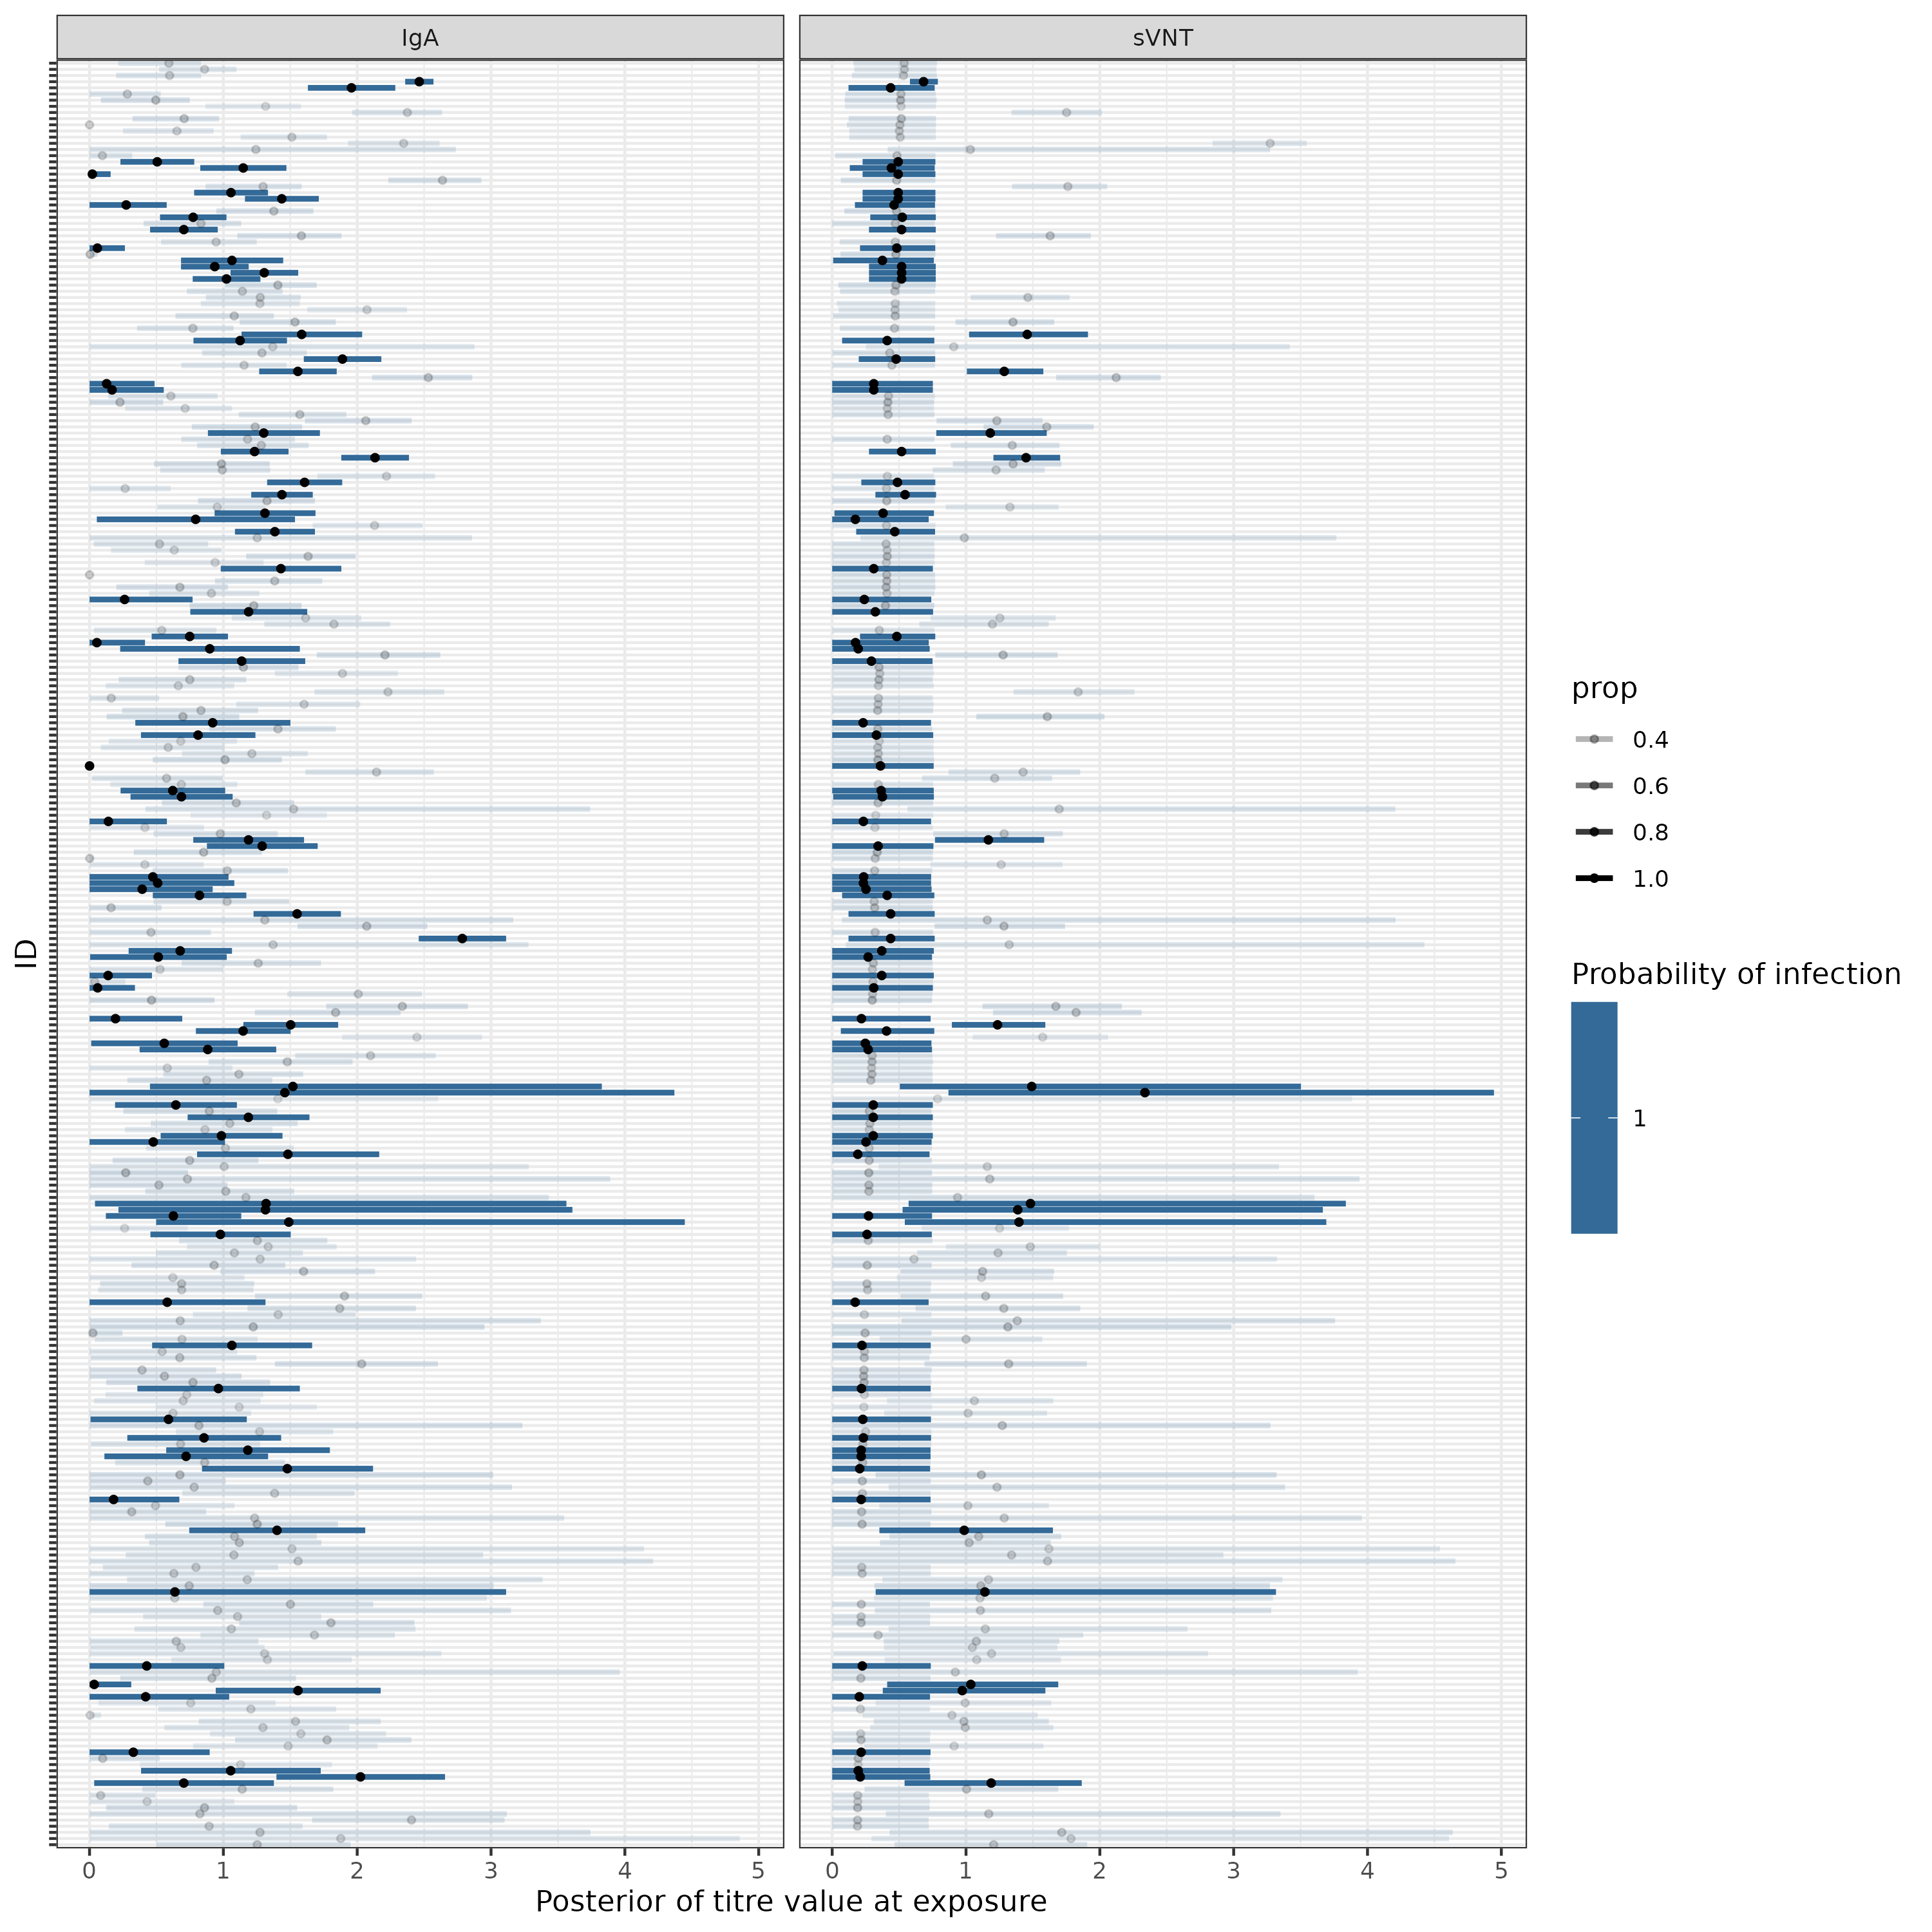 IgA
sVNT
ID
0 1 2 3 4 5
0 1 2 3 4 5
Posterior of titre value at exposure
prop
0.4
0.6
0.8
1.0
Probability of infection
1